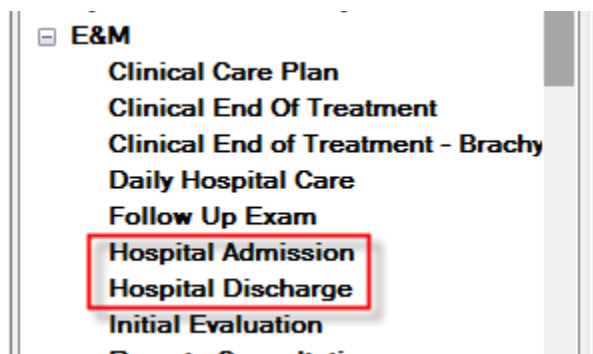 E&M
Clinical Care Plan
Clinical End Of Treatment
Clinical End of Treatment - Brachy
Daily Hospital Care
Follow Up Exam
Hospital Admission
Hospital Discharge
Initial Evaluation